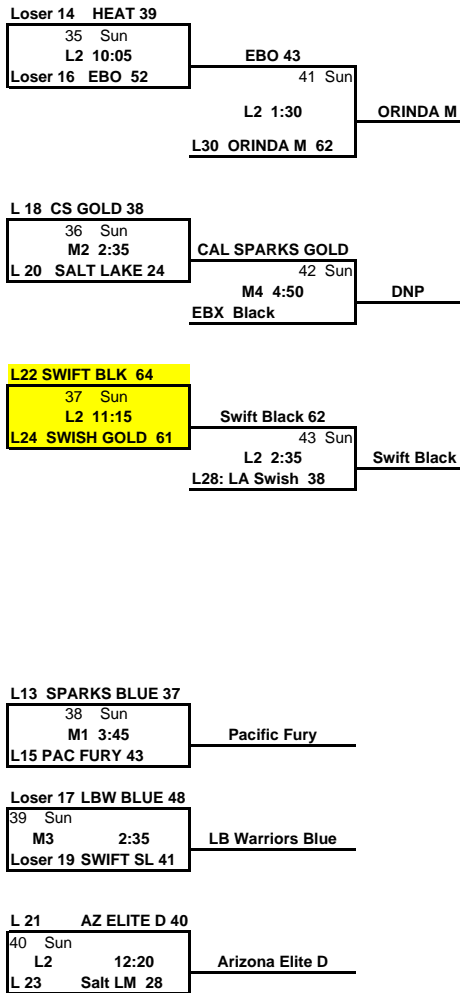 Loser 14 HEAT 39
35 Sun
L2 10:05
EBO 43
Loser 16 EBO 52
41 Sun
L2 1:30
ORINDA M
L30 ORINDA M 62
L 18 CS GOLD 38
36 Sun
M2 2:35
CAL SPARKS GOLD
L 20 SALT LAKE 24
42 Sun
M4 4:50
DNP
EBX Black
L22 SWIFT BLK 64
37 Sun
L2 11:15
Swift Black 62
L24 SWISH GOLD 61
43 Sun
L2 2:35
Swift Black
L28: LA Swish 38
L13 SPARKS BLUE 37
38 Sun
M1 3:45
Pacific Fury
L15 PAC FURY 43
Loser 17 LBW BLUE 48
39 Sun
M3 2:35
LB Warriors Blue
Loser 19 SWIFT SL 41
L 21 AZ ELITE D 40
40 Sun
L2 12:20
Arizona Elite D
L 23 Salt LM 28